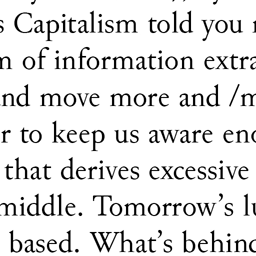 s Capitalism told you
m of information extra
and move more and /m
r to keep us aware eno
that derives excessive
middle. Tomorrow's lu
based. What's behind